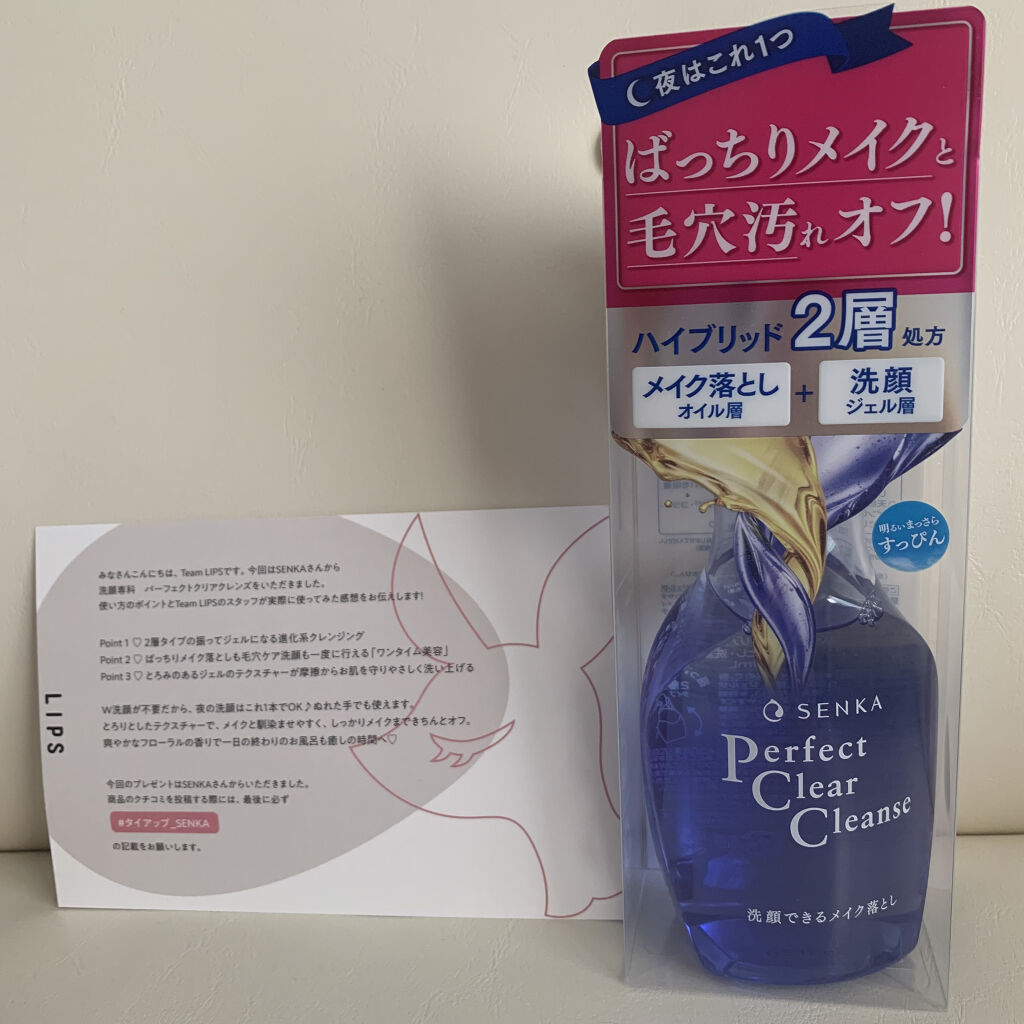 みなさんこんにちは、Team LIPSです。今回はSENKAさんから
洗顔専科　パーフェクトクリアクレンズをいただきました。
使い方のポイントとTeam LIPSのスタッフが実際に使ってみた感想をお伝えします!
Point 1 ♡ 2層タイプの振ってジェルになる進化系クレンジング
Point 2 ♡ ばっちりメイク落としも毛穴ケア洗顔も一度に行える「ワンタイム美容」
Point 3 ♡ とろみのあるジェルのテクスチャーが摩擦からお肌を守りやさしく洗い上げる
W洗顔が不要だから、夜の洗顔はこれ1本でOK♪ぬれた手でも使えます。
とろりとしたテクスチャーで、メイクと馴染ませやすく、しっかりメイクまできちんとオフ。
爽やかなフローラルの香りで一日の終わりのお風呂も癒しの時間へ♡
今回のプレゼントはSENKAさんからいただきました。
商品のクチコミを投稿する際には、最後に必ず
#タイアップ_SENKA
の記載をお願いします。
LIPS
夜はこれ1つ
ばっちりメイクと
毛穴汚れオフ!
ハイブリッド2層処方
メイク落とし
オイル層
+
洗顔
ジェル層
明るいまっさら
すっぴん
SENKA
Perfect
Clear
Cleanse
洗顔できるメイク落とし